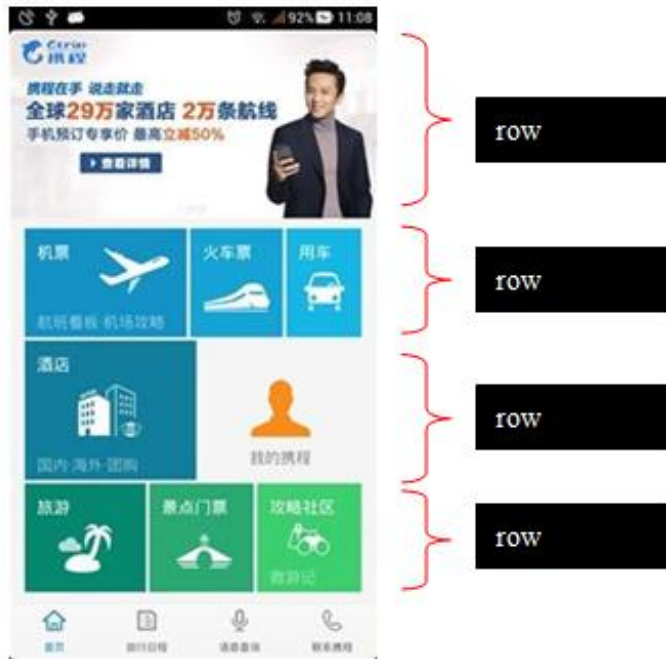 92% 11:08
Ctrip
携程
携程在手 说走就走
全球29万家酒店 2万条航线
手机预订专享价 最高立减50%
查看详情
row
机票
火车票
用车
航班看板 机场攻略
row
酒店
我的携程
国内·海外·团购
row
旅游
景点门票
攻略社区
微游记
row
首页
旅行日程
语音查询
联系携程